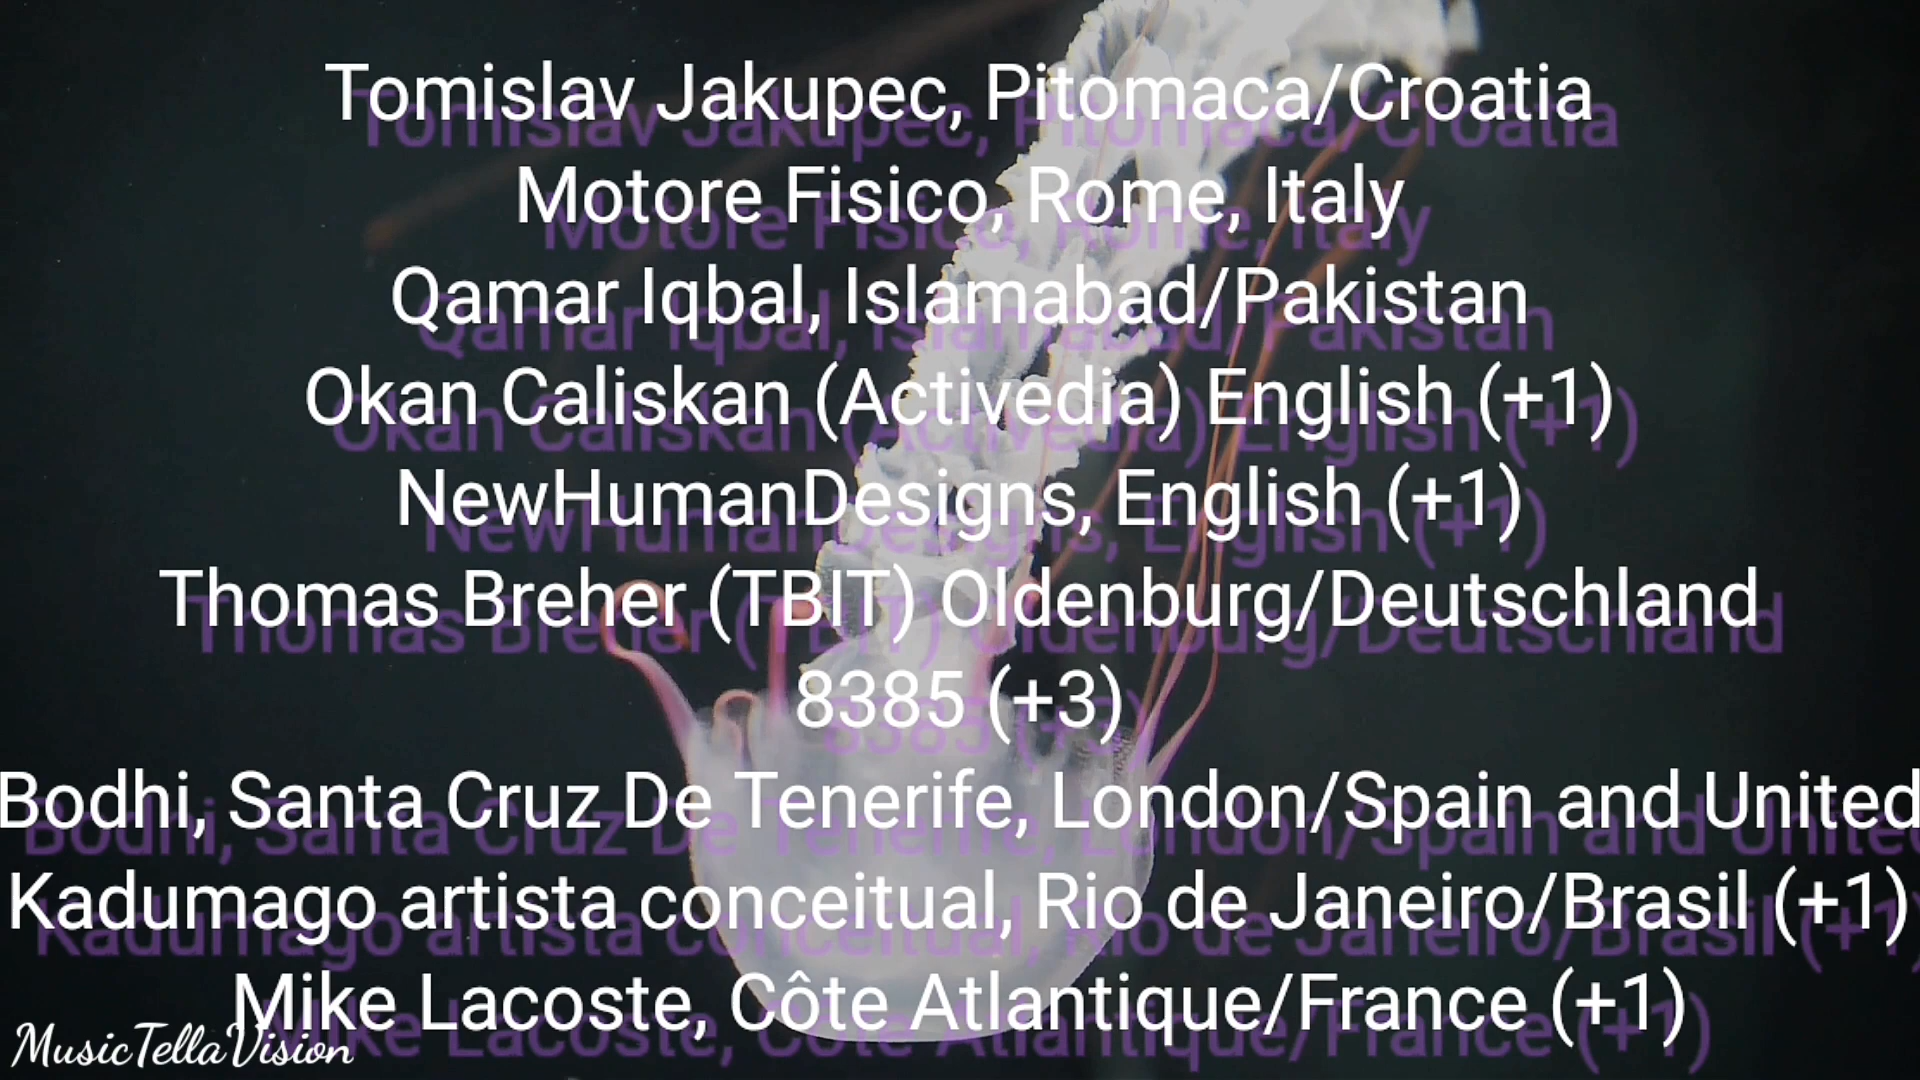 Tomislav Jakupec, Pitomaca/Croatia
Motore Fisico, Rome, Italy
Qamar Iqbal, Islamabad/Pakistan
Okan Caliskan (Activedia) English (+1)
NewHumanDesigns, English (+1)
Thomas Breher (TBIT) Oldenburg/Deutschland
8385 (+3)
Bodhi, Santa Cruz De Tenerife, London/Spain and United
Kadumago artista conceitual, Rio de Janeiro/Brasil (+1)
Mike Lacoste, Côte Atlantique/France (+1)
MusicTellaVision